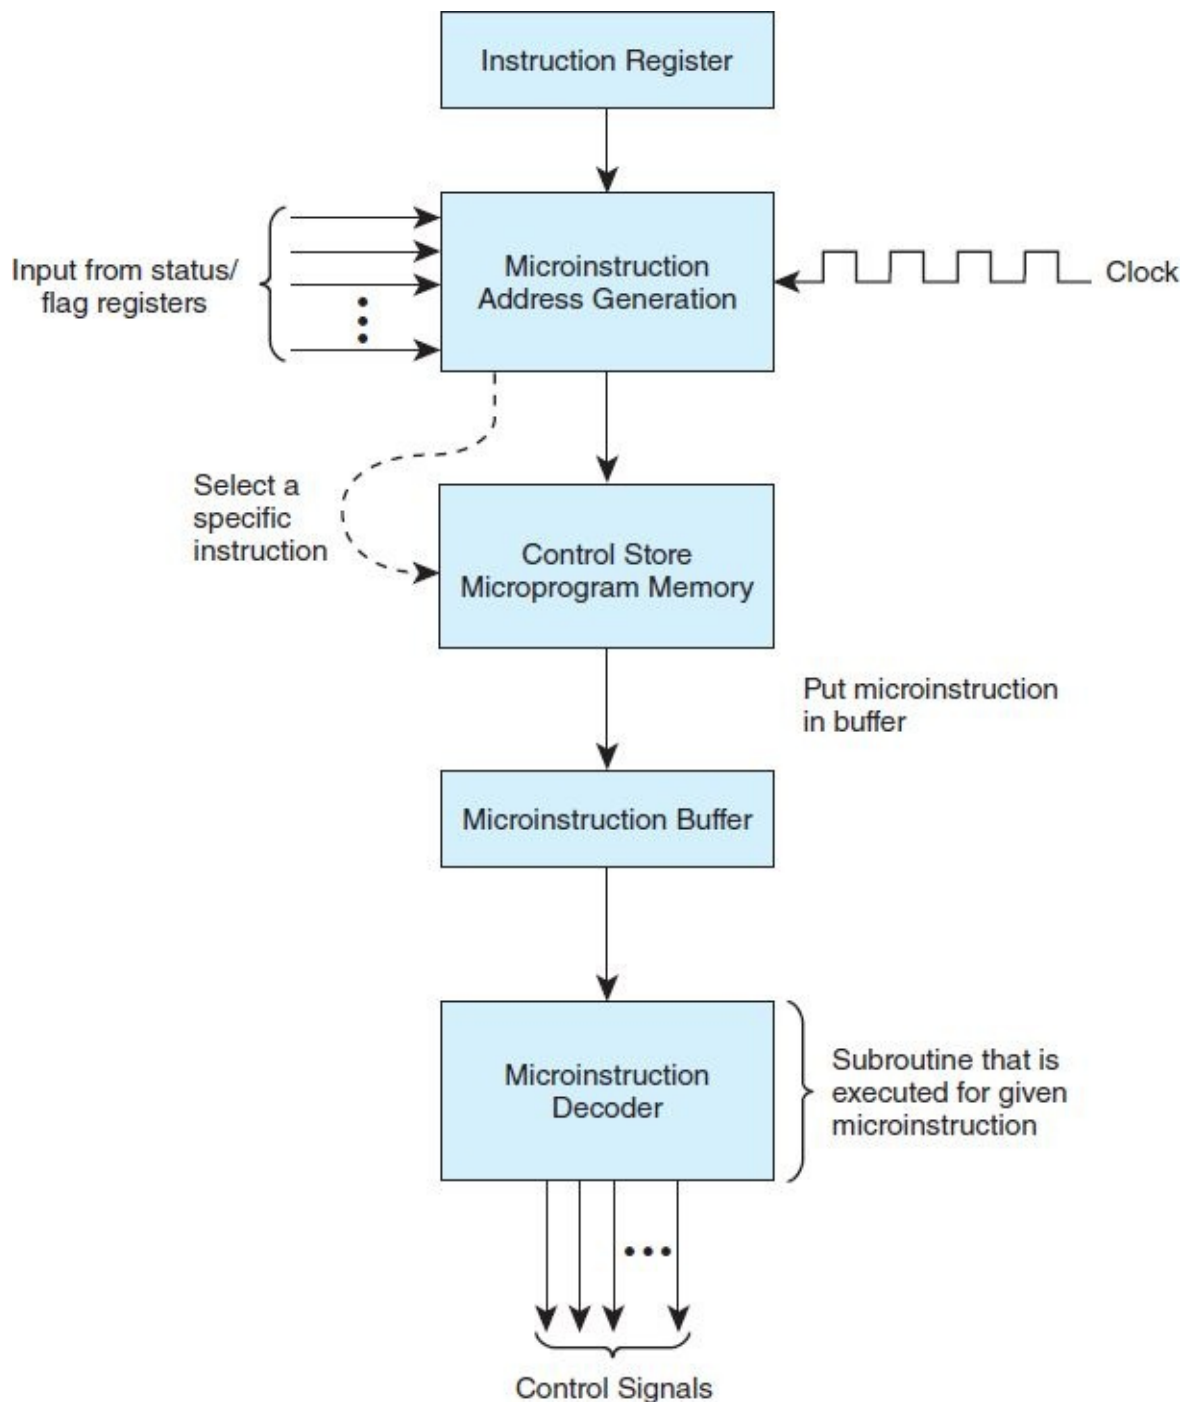 Instruction Register
Input from status/
flag registers
Microinstruction
Address Generation
Clock
Select a
specific
instruction
Control Store
Microprogram Memory
Put microinstruction
in buffer
Microinstruction Buffer
Microinstruction
Decoder
Subroutine that is
executed for given
microinstruction
Control Signals